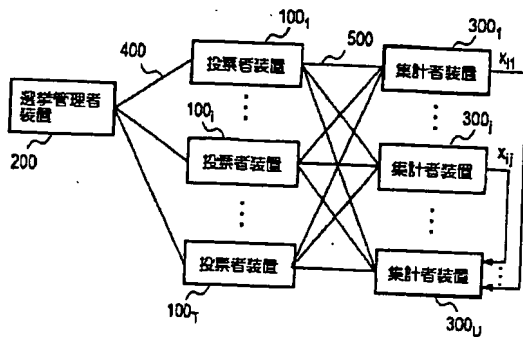 選挙管理者
装置
200
400
100₁
投票者装置
100ᵢ
投票者装置
投票者装置
100T
500
300₁
集計者装置
xᵢ₁
300ⱼ
集計者装置
xᵢⱼ
集計者装置
300U